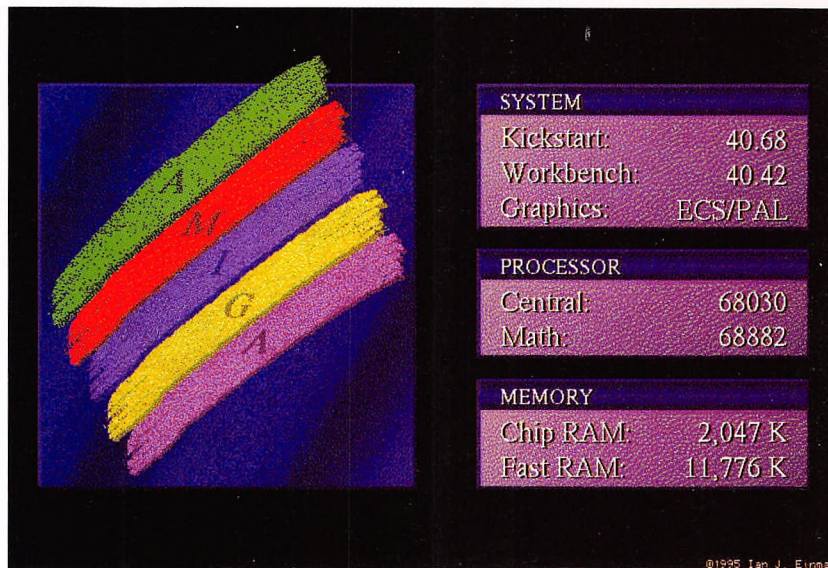 A
M
I
G
A
SYSTEM
Kickstart: 40.68
Workbench: 40.42
Graphics: ECS/PAL
PROCESSOR
Central: 68030
Math: 68882
MEMORY
Chip RAM: 2,047 K
Fast RAM: 11,776 K
©1995 Ian J. Einma